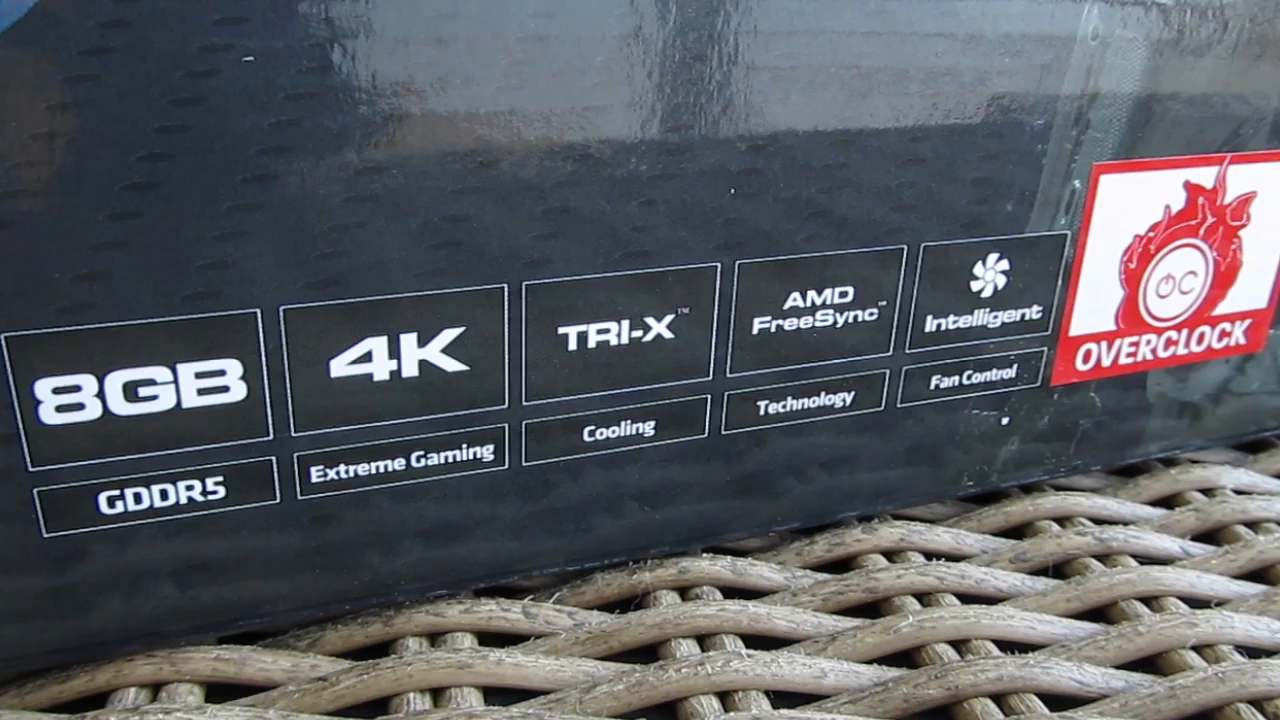 8GB
GDDR5
4K
Extreme Gaming
TRI-X™
Cooling
AMD
FreeSync™
Technology
Intelligent
Fan Control
OC
OVERCLOCK